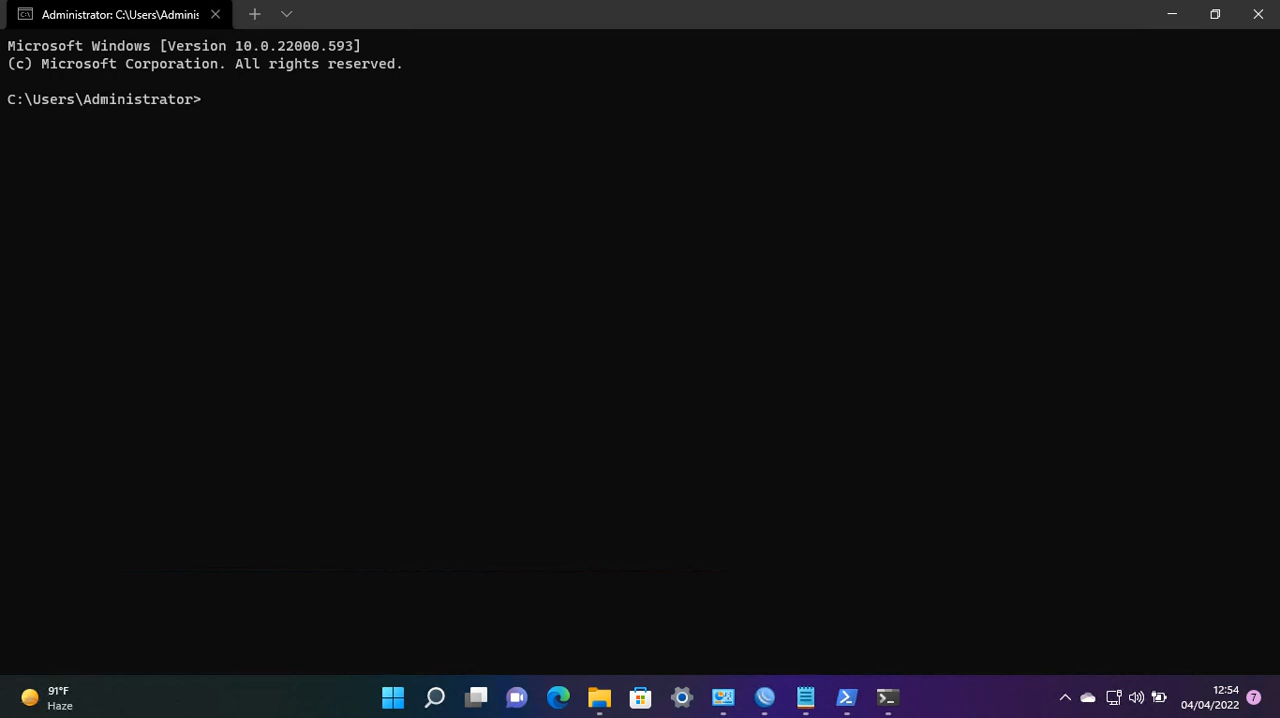 Administrator: C:\Users\Adminis
Microsoft Windows [Version 10.0.22000.593]
(c) Microsoft Corporation. All rights reserved.
C:\Users\Administrator>
91°F
Haze
12:54
04/04/2022
7